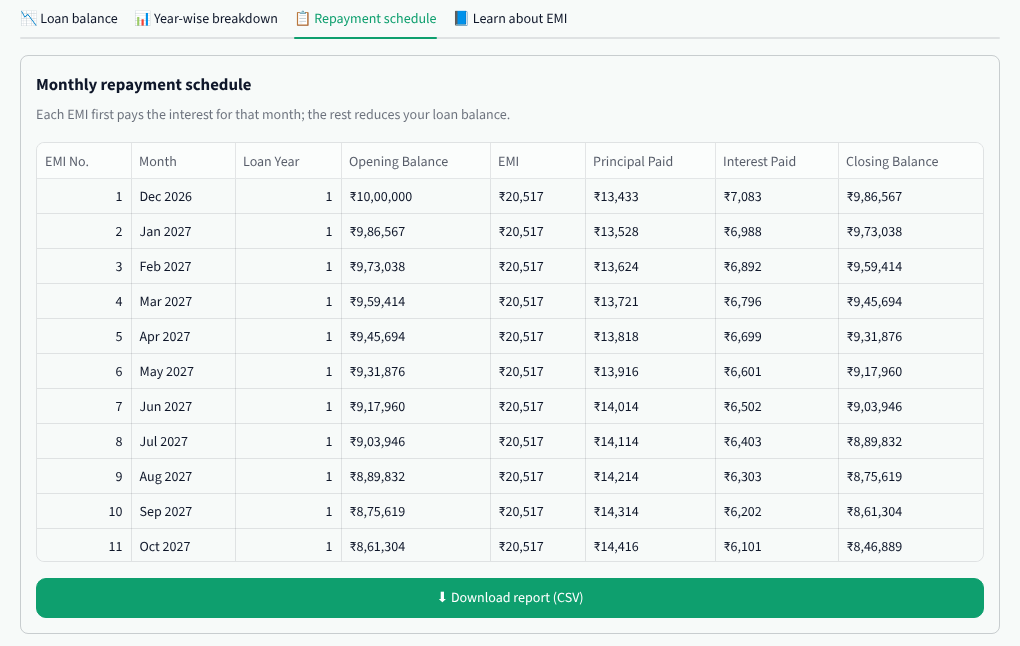 Loan balance Year-wise breakdown Repayment schedule Learn about EMI
Monthly repayment schedule
Each EMI first pays the interest for that month; the rest reduces your loan balance.
EMI No. Month Loan Year Opening Balance EMI Principal Paid Interest Paid Closing Balance
1 Dec 2026 1 ₹10,00,000 ₹20,517 ₹13,433 ₹7,083 ₹9,86,567
2 Jan 2027 1 ₹9,86,567 ₹20,517 ₹13,528 ₹6,988 ₹9,73,038
3 Feb 2027 1 ₹9,73,038 ₹20,517 ₹13,624 ₹6,892 ₹9,59,414
4 Mar 2027 1 ₹9,59,414 ₹20,517 ₹13,721 ₹6,796 ₹9,45,694
5 Apr 2027 1 ₹9,45,694 ₹20,517 ₹13,818 ₹6,699 ₹9,31,876
6 May 2027 1 ₹9,31,876 ₹20,517 ₹13,916 ₹6,601 ₹9,17,960
7 Jun 2027 1 ₹9,17,960 ₹20,517 ₹14,014 ₹6,502 ₹9,03,946
8 Jul 2027 1 ₹9,03,946 ₹20,517 ₹14,114 ₹6,403 ₹8,89,832
9 Aug 2027 1 ₹8,89,832 ₹20,517 ₹14,214 ₹6,303 ₹8,75,619
10 Sep 2027 1 ₹8,75,619 ₹20,517 ₹14,314 ₹6,202 ₹8,61,304
11 Oct 2027 1 ₹8,61,304 ₹20,517 ₹14,416 ₹6,101 ₹8,46,889
Download report (CSV)